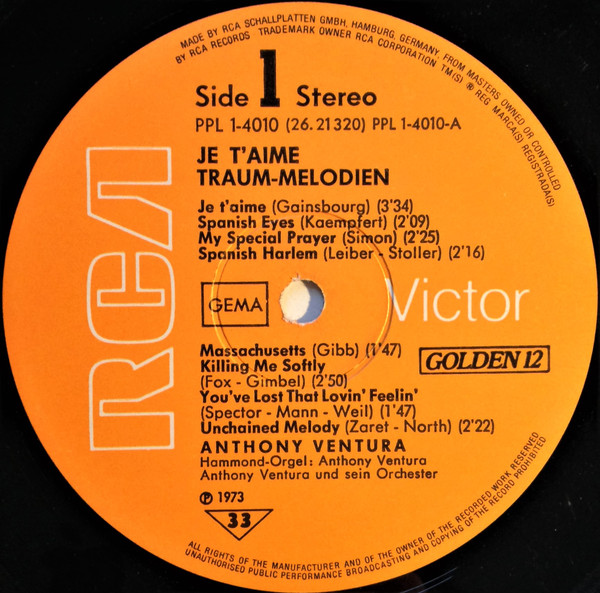 MADE BY RCA SCHALLPLATTEN GMBH, HAMBURG, GERMANY FROM MASTERS OWNED OR CONTROLLED
BY RCA RECORDS TRADEMARK OWNER RCA CORPORATION TM(S) ® REG MARCA(S) REGISTRADA(S)
Side 1 Stereo
PPL 1-4010 (26.21320) PPL 1-4010-A
JE T'AIME
TRAUM-MELODIEN
Je t'aime (Gainsbourg) (3'34)
Spanish Eyes (Kaempfert) (2'09)
My Special Prayer (Simon) (2'25)
Spanish Harlem (Leiber - Stoller) (2'16)
RCA
GEMA
Victor
Massachusetts (Gibb) (1'47)
GOLDEN 12
Killing Me Softly
(Fox - Gimbel) (2'50)
You've Lost That Lovin' Feelin'
(Spector - Mann - Weil) (1'47)
Unchained Melody (Zaret - North) (2'22)
ANTHONY VENTURA
Hammond-Orgel: Anthony Ventura
Anthony Ventura und sein Orchester
℗ 1973
33
ALL RIGHTS OF THE MANUFACTURER AND OF THE OWNER OF THE RECORDED WORK RESERVED
UNAUTHORISED PUBLIC PERFORMANCE BROADCASTING AND COPYING OF THE RECORD PROHIBITED